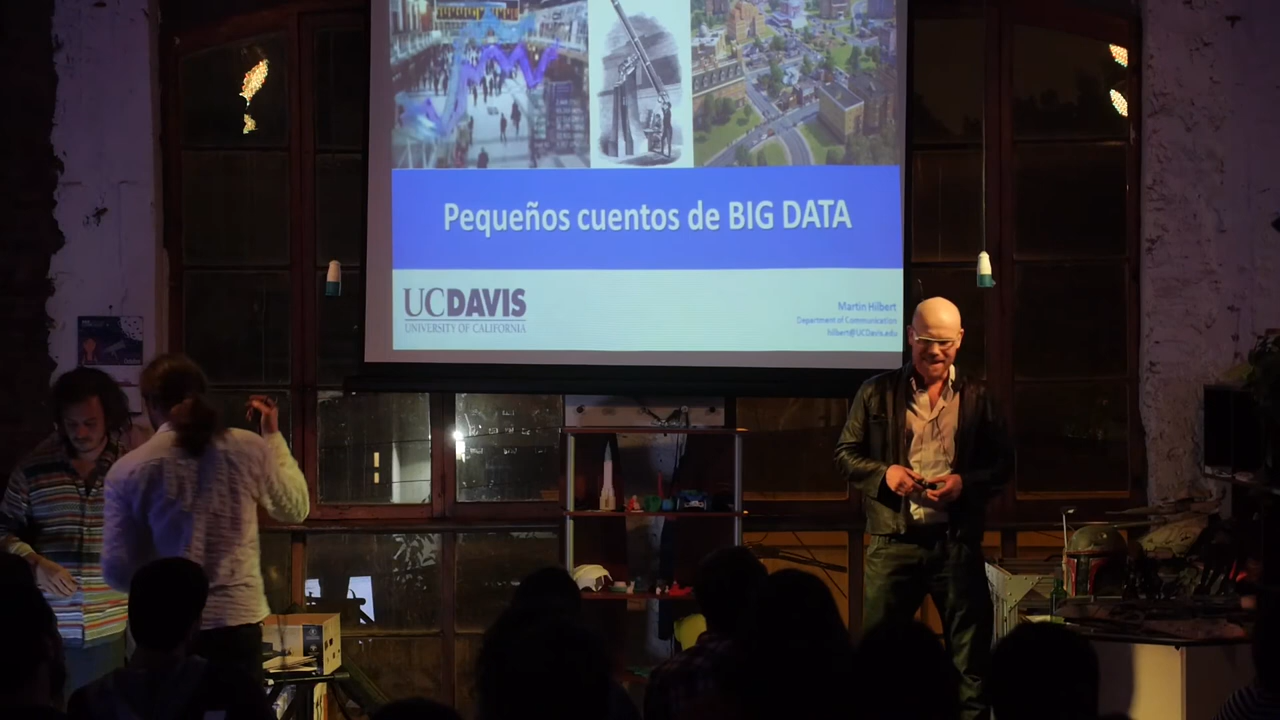 Pequeños cuentos de BIG DATA
UCDAVIS
UNIVERSITY OF CALIFORNIA
Martin Hilbert
Department of Communication
hilbert@UCDavis.edu